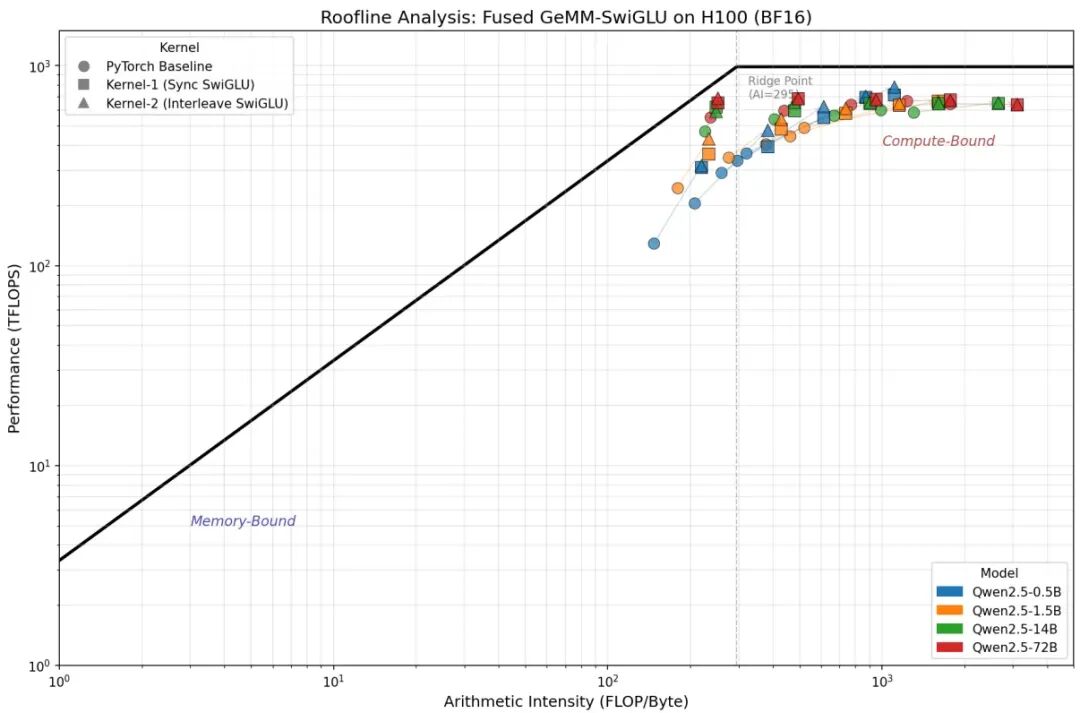 Roofline Analysis: Fused GeMM-SwiGLU on H100 (BF16)
Kernel
PyTorch Baseline
Kernel-1 (Sync SwiGLU)
Kernel-2 (Interleave SwiGLU)
Ridge Point
(AI=295)
Compute-Bound
Memory-Bound
Model
Qwen2.5-0.5B
Qwen2.5-1.5B
Qwen2.5-14B
Qwen2.5-72B
Performance (TFLOPS)
10³
10²
10¹
10⁰
10⁰ 10¹ 10² 10³
Arithmetic Intensity (FLOP/Byte)